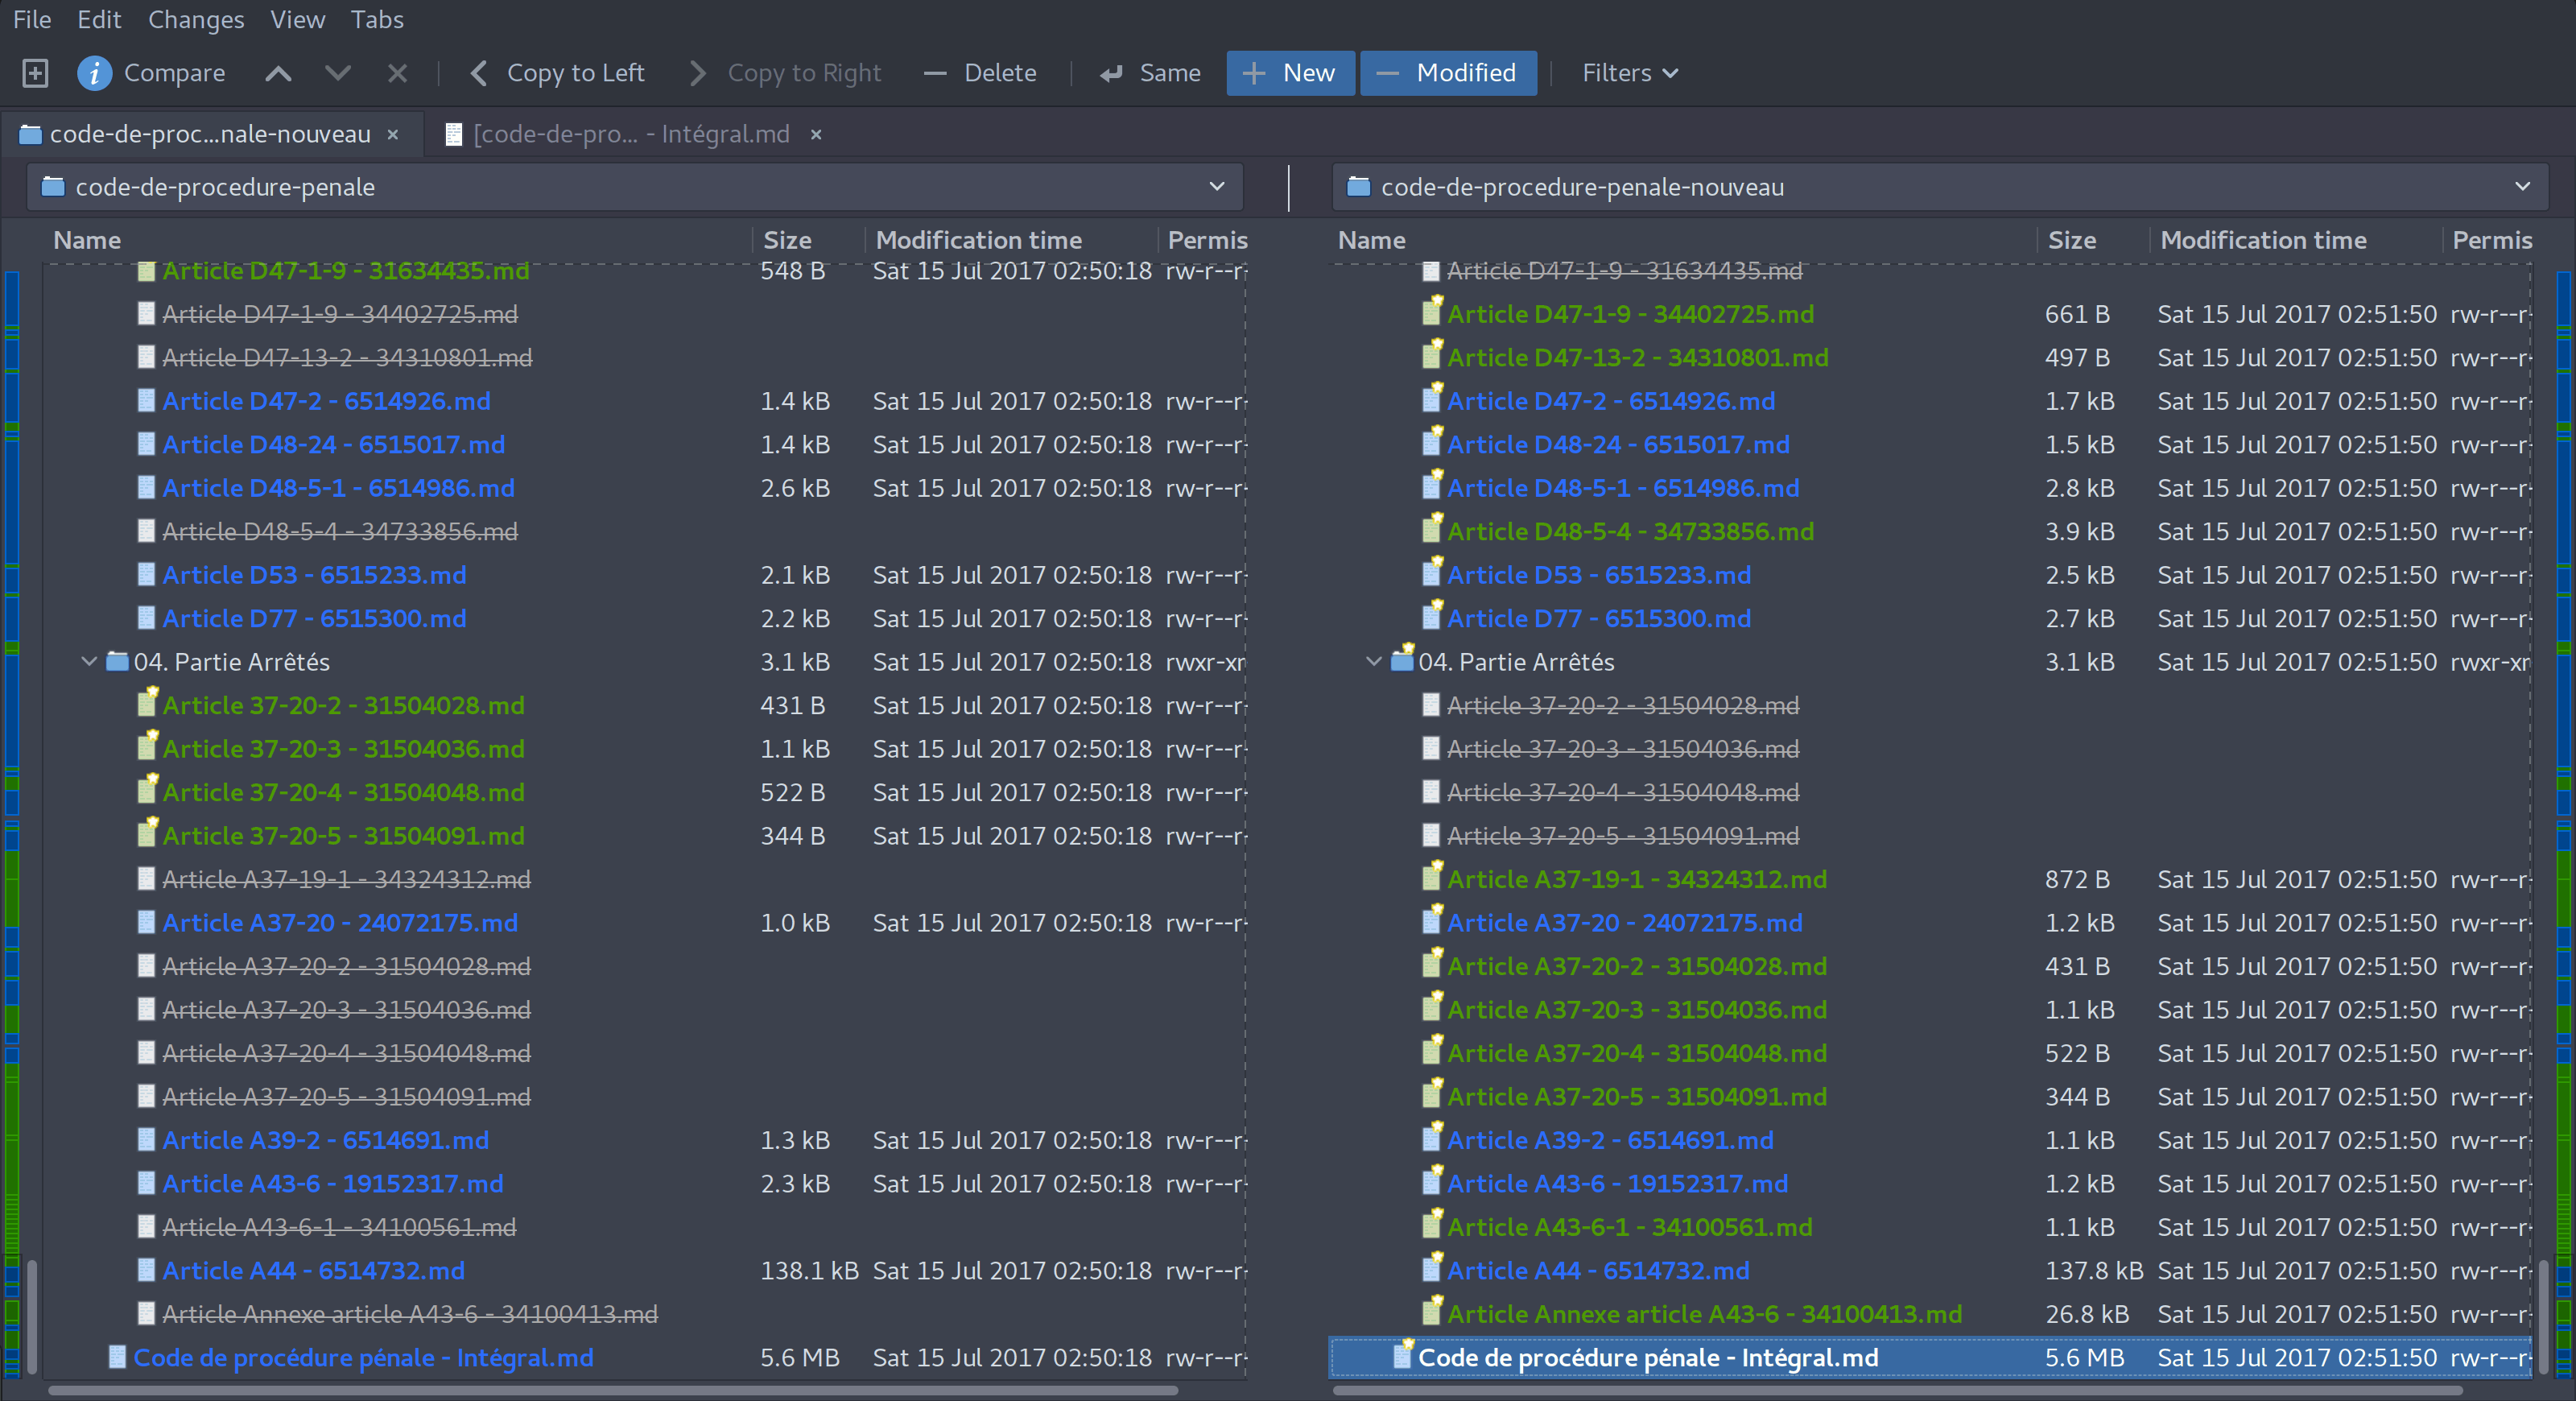 File Edit Changes View Tabs
Compare Copy to Left Copy to Right Delete Same New Modified Filters
code-de-proc...nale-nouveau [code-de-pro... - Intégral.md
code-de-procedure-penale code-de-procedure-penale-nouveau
Name Size Modification time Permis Name Size Modification time Permis
Article D47-1-9 - 31634435.md 548 B Sat 15 Jul 2017 02:50:18 rw-r--r- Article D47-1-9 - 31634435.md
Article D47-1-9 - 34402725.md Article D47-1-9 - 34402725.md 661 B Sat 15 Jul 2017 02:51:50 rw-r--r-
Article D47-13-2 - 34310801.md Article D47-13-2 - 34310801.md 497 B Sat 15 Jul 2017 02:51:50 rw-r--r-
Article D47-2 - 6514926.md 1.4 kB Sat 15 Jul 2017 02:50:18 rw-r--r- Article D47-2 - 6514926.md 1.7 kB Sat 15 Jul 2017 02:51:50 rw-r--r-
Article D48-24 - 6515017.md 1.4 kB Sat 15 Jul 2017 02:50:18 rw-r--r- Article D48-24 - 6515017.md 1.5 kB Sat 15 Jul 2017 02:51:50 rw-r--r-
Article D48-5-1 - 6514986.md 2.6 kB Sat 15 Jul 2017 02:50:18 rw-r--r- Article D48-5-1 - 6514986.md 2.8 kB Sat 15 Jul 2017 02:51:50 rw-r--r-
Article D48-5-4 - 34733856.md Article D48-5-4 - 34733856.md 3.9 kB Sat 15 Jul 2017 02:51:50 rw-r--r-
Article D53 - 6515233.md 2.1 kB Sat 15 Jul 2017 02:50:18 rw-r--r- Article D53 - 6515233.md 2.5 kB Sat 15 Jul 2017 02:51:50 rw-r--r-
Article D77 - 6515300.md 2.2 kB Sat 15 Jul 2017 02:50:18 rw-r--r- Article D77 - 6515300.md 2.7 kB Sat 15 Jul 2017 02:51:50 rw-r--r-
04. Partie Arrêtés 3.1 kB Sat 15 Jul 2017 02:50:18 rwxr-xr 04. Partie Arrêtés 3.1 kB Sat 15 Jul 2017 02:51:50 rwxr-xr
Article 37-20-2 - 31504028.md 431 B Sat 15 Jul 2017 02:50:18 rw-r--r- Article 37-20-2 - 31504028.md
Article 37-20-3 - 31504036.md 1.1 kB Sat 15 Jul 2017 02:50:18 rw-r--r- Article 37-20-3 - 31504036.md
Article 37-20-4 - 31504048.md 522 B Sat 15 Jul 2017 02:50:18 rw-r--r- Article 37-20-4 - 31504048.md
Article 37-20-5 - 31504091.md 344 B Sat 15 Jul 2017 02:50:18 rw-r--r- Article 37-20-5 - 31504091.md
Article A37-19-1 - 34324312.md Article A37-19-1 - 34324312.md 872 B Sat 15 Jul 2017 02:51:50 rw-r--r-
Article A37-20 - 24072175.md 1.0 kB Sat 15 Jul 2017 02:50:18 rw-r--r- Article A37-20 - 24072175.md 1.2 kB Sat 15 Jul 2017 02:51:50 rw-r--r-
Article A37-20-2 - 31504028.md Article A37-20-2 - 31504028.md 431 B Sat 15 Jul 2017 02:51:50 rw-r--r-
Article A37-20-3 - 31504036.md Article A37-20-3 - 31504036.md 1.1 kB Sat 15 Jul 2017 02:51:50 rw-r--r-
Article A37-20-4 - 31504048.md Article A37-20-4 - 31504048.md 522 B Sat 15 Jul 2017 02:51:50 rw-r--r-
Article A37-20-5 - 31504091.md Article A37-20-5 - 31504091.md 344 B Sat 15 Jul 2017 02:51:50 rw-r--r-
Article A39-2 - 6514691.md 1.3 kB Sat 15 Jul 2017 02:50:18 rw-r--r- Article A39-2 - 6514691.md 1.1 kB Sat 15 Jul 2017 02:51:50 rw-r--r-
Article A43-6 - 19152317.md 2.3 kB Sat 15 Jul 2017 02:50:18 rw-r--r- Article A43-6 - 19152317.md 1.2 kB Sat 15 Jul 2017 02:51:50 rw-r--r-
Article A43-6-1 - 34100561.md Article A43-6-1 - 34100561.md 1.1 kB Sat 15 Jul 2017 02:51:50 rw-r--r-
Article A44 - 6514732.md 138.1 kB Sat 15 Jul 2017 02:50:18 rw-r--r- Article A44 - 6514732.md 137.8 kB Sat 15 Jul 2017 02:51:50 rw-r--r-
Article Annexe article A43-6 - 34100413.md Article Annexe article A43-6 - 34100413.md 26.8 kB Sat 15 Jul 2017 02:51:50 rw-r--r-
Code de procédure pénale - Intégral.md 5.6 MB Sat 15 Jul 2017 02:50:18 rw-r--r- Code de procédure pénale - Intégral.md 5.6 MB Sat 15 Jul 2017 02:51:50 rw-r--r-